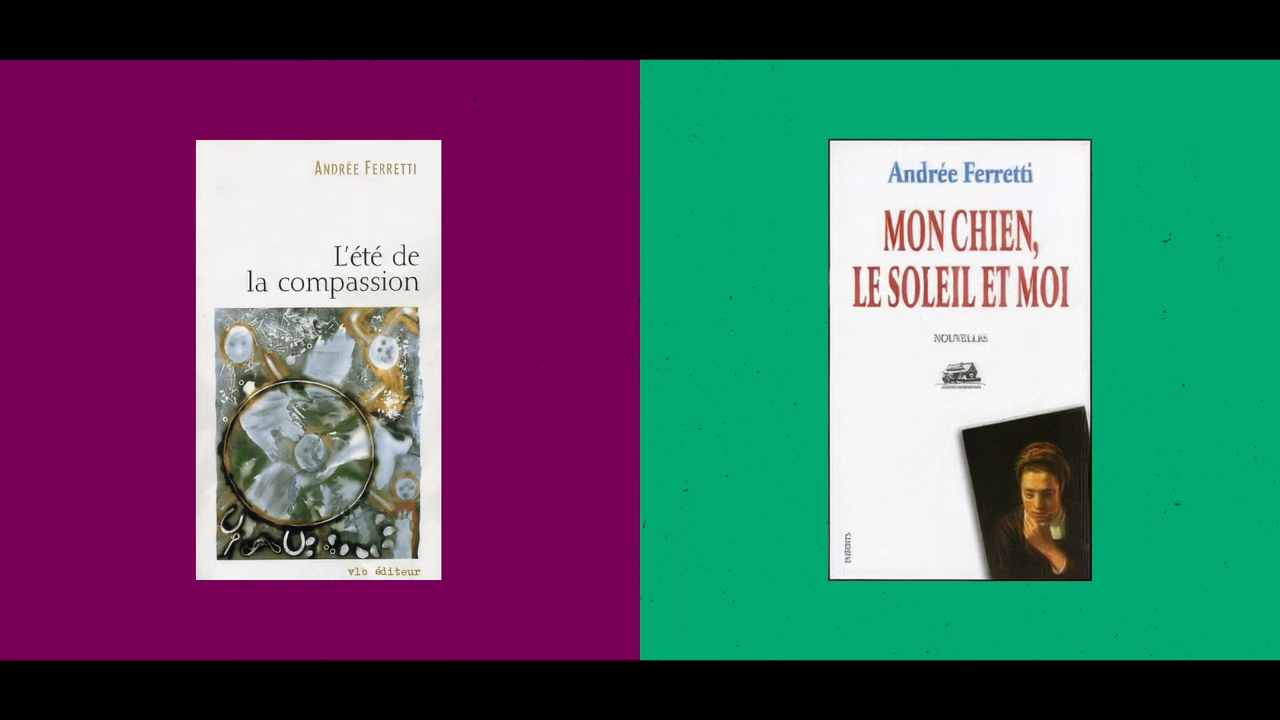 ANDRÉE FERRETTI
L'été de
la compassion
vlb éditeur
Andrée Ferretti
MON CHIEN,
LE SOLEIL ET MOI
NOUVELLES